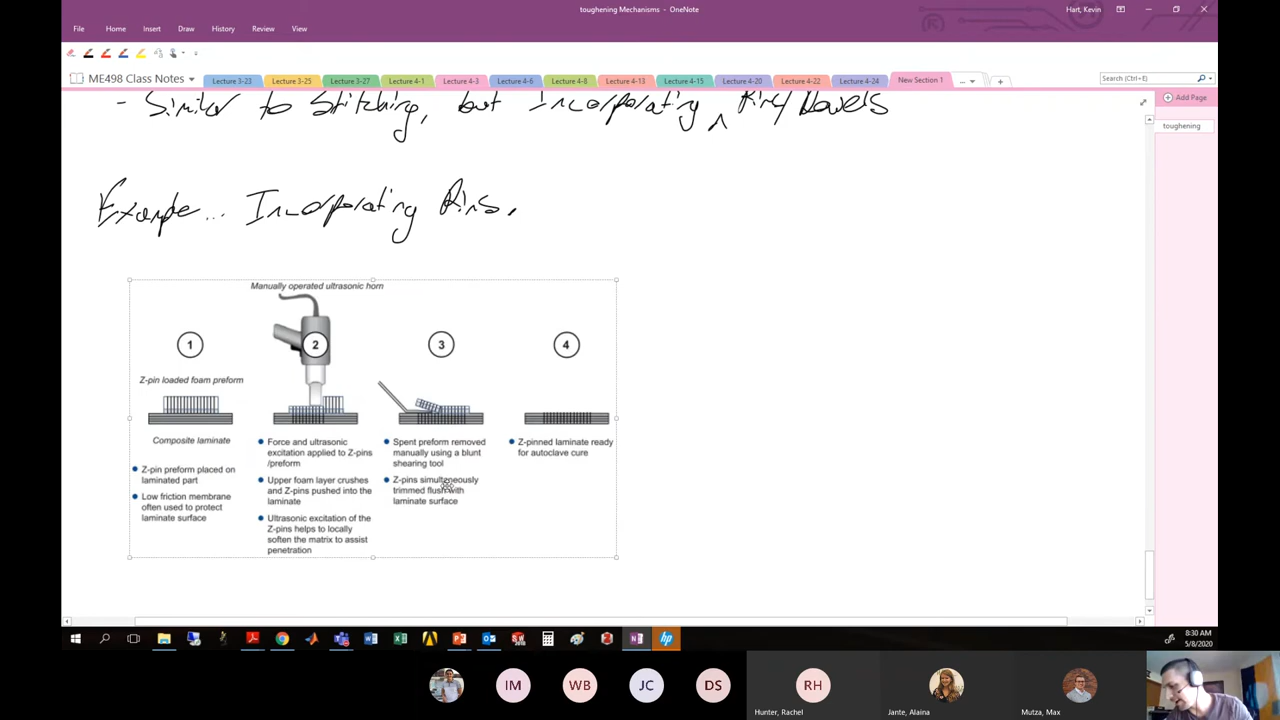 toughening Mechanisms - OneNote
Hart, Kevin
File
Home
Insert
Draw
History
Review
View
ME498 Class Notes
Lecture 3-23
Lecture 3-25
Lecture 3-27
Lecture 4-1
Lecture 4-3
Lecture 4-6
Lecture 4-8
Lecture 4-13
Lecture 4-15
Lecture 4-20
Lecture 4-22
Lecture 4-24
New Section 1
...
Search (Ctrl+E)
Add Page
toughening
- Similar to Stitching, but Incorporating ^ Pins/Dowels
Example... Incorporating Pins.
Manually operated ultrasonic horn
1
2
3
4
Z-pin loaded foam preform
Composite laminate
Z-pin preform placed on
laminated part
Low friction membrane
often used to protect
laminate surface
Force and ultrasonic
excitation applied to Z-pins
/preform
Upper foam layer crushes
and Z-pins pushed into the
laminate
Ultrasonic excitation of the
Z-pins helps to locally
soften the matrix to assist
penetration
Spent preform removed
manually using a blunt
shearing tool
Z-pins simultaneously
trimmed flush with
laminate surface
Z-pinned laminate ready
for autoclave cure
8:30 AM
5/8/2020
IM
WB
JC
DS
RH
Hunter, Rachel
Jante, Alaina
Mutza, Max